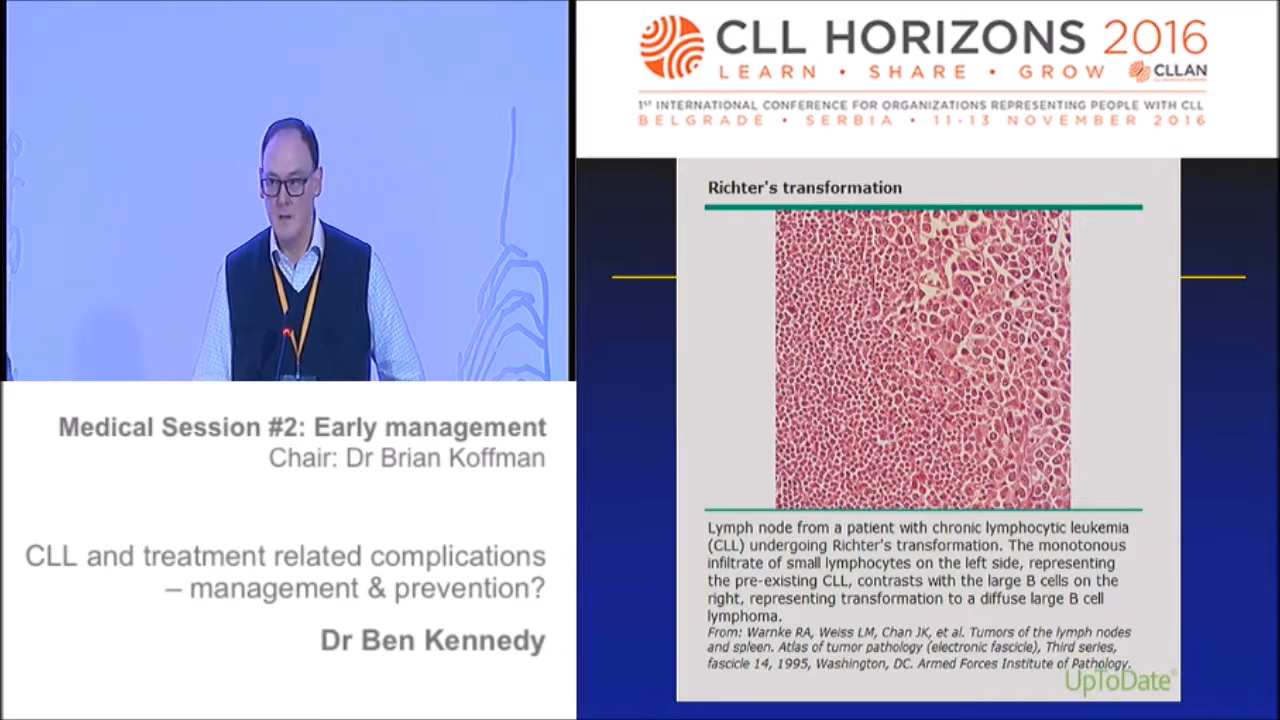 CLL HORIZONS 2016
LEARN • SHARE • GROW
CLLAN
1ST INTERNATIONAL CONFERENCE FOR ORGANIZATIONS REPRESENTING PEOPLE WITH CLL
BELGRADE • SERBIA • 11-13 NOVEMBER 2016
Richter's transformation
Lymph node from a patient with chronic lymphocytic leukemia
(CLL) undergoing Richter's transformation. The monotonous
infiltrate of small lymphocytes on the left side, representing
the pre-existing CLL, contrasts with the large B cells on the
right, representing transformation to a diffuse large B cell
lymphoma.
From: Warnke RA, Weiss LM, Chan JK, et al. Tumors of the lymph nodes
and spleen. Atlas of tumor pathology (electronic fascicle), Third series,
fascicle 14, 1995, Washington, DC. Armed Forces Institute of Pathology.
UpToDate®
Medical Session #2: Early management
Chair: Dr Brian Koffman
CLL and treatment related complications
– management & prevention?
Dr Ben Kennedy